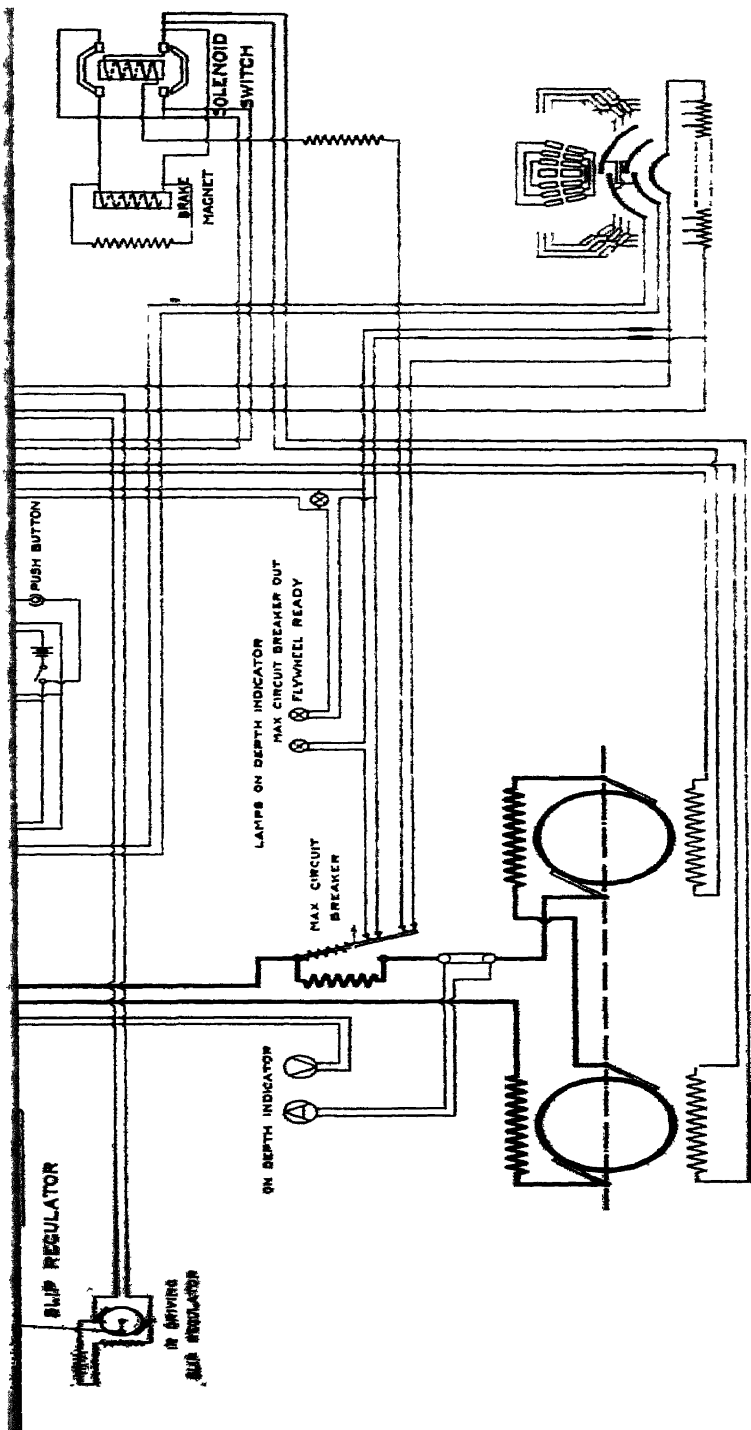 SOLENOID
SWITCH
BRAKE
MAGNET
PUSH BUTTON
LAMPS ON DEPTH INDICATOR
MAX CIRCUIT BREAKER OUT
FLYWHEEL READY
MAX CIRCUIT
BREAKER
ON DEPTH INDICATOR
SLIP REGULATOR
DRIVING
SLIP REGULATOR